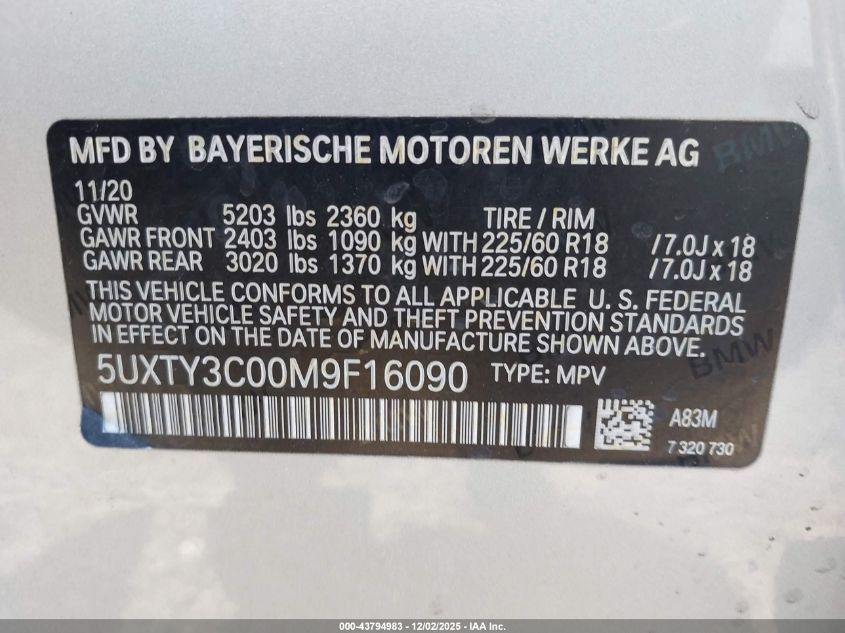 MFD BY BAYERISCHE MOTOREN WERKE AG
11/20
GVWR 5203 lbs 2360 kg TIRE / RIM
GAWR FRONT 2403 lbs 1090 kg WITH 225/60 R18 / 7.0J x 18
GAWR REAR 3020 lbs 1370 kg WITH 225/60 R18 / 7.0J x 18
THIS VEHICLE CONFORMS TO ALL APPLICABLE U. S. FEDERAL
MOTOR VEHICLE SAFETY AND THEFT PREVENTION STANDARDS
IN EFFECT ON THE DATE OF MANUFACTURE SHOWN ABOVE.
BMW
5UXTY3C00M9F16090 TYPE: MPV
A83M
7 320 730
000-43794983 - 12/02/2025 - IAA Inc.